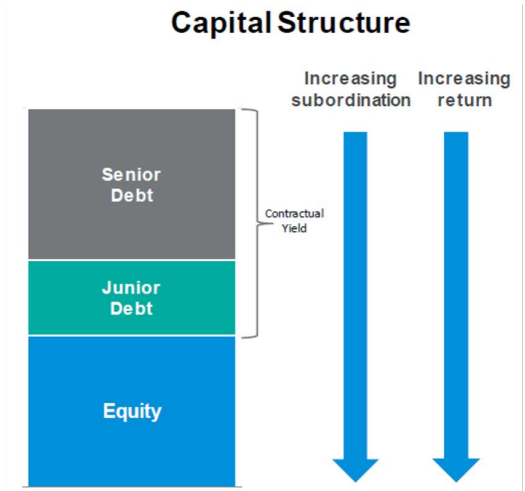 Capital Structure
Increasing
subordination
Increasing
return
Senior
Debt
Contractual
Yield
Junior
Debt
Equity